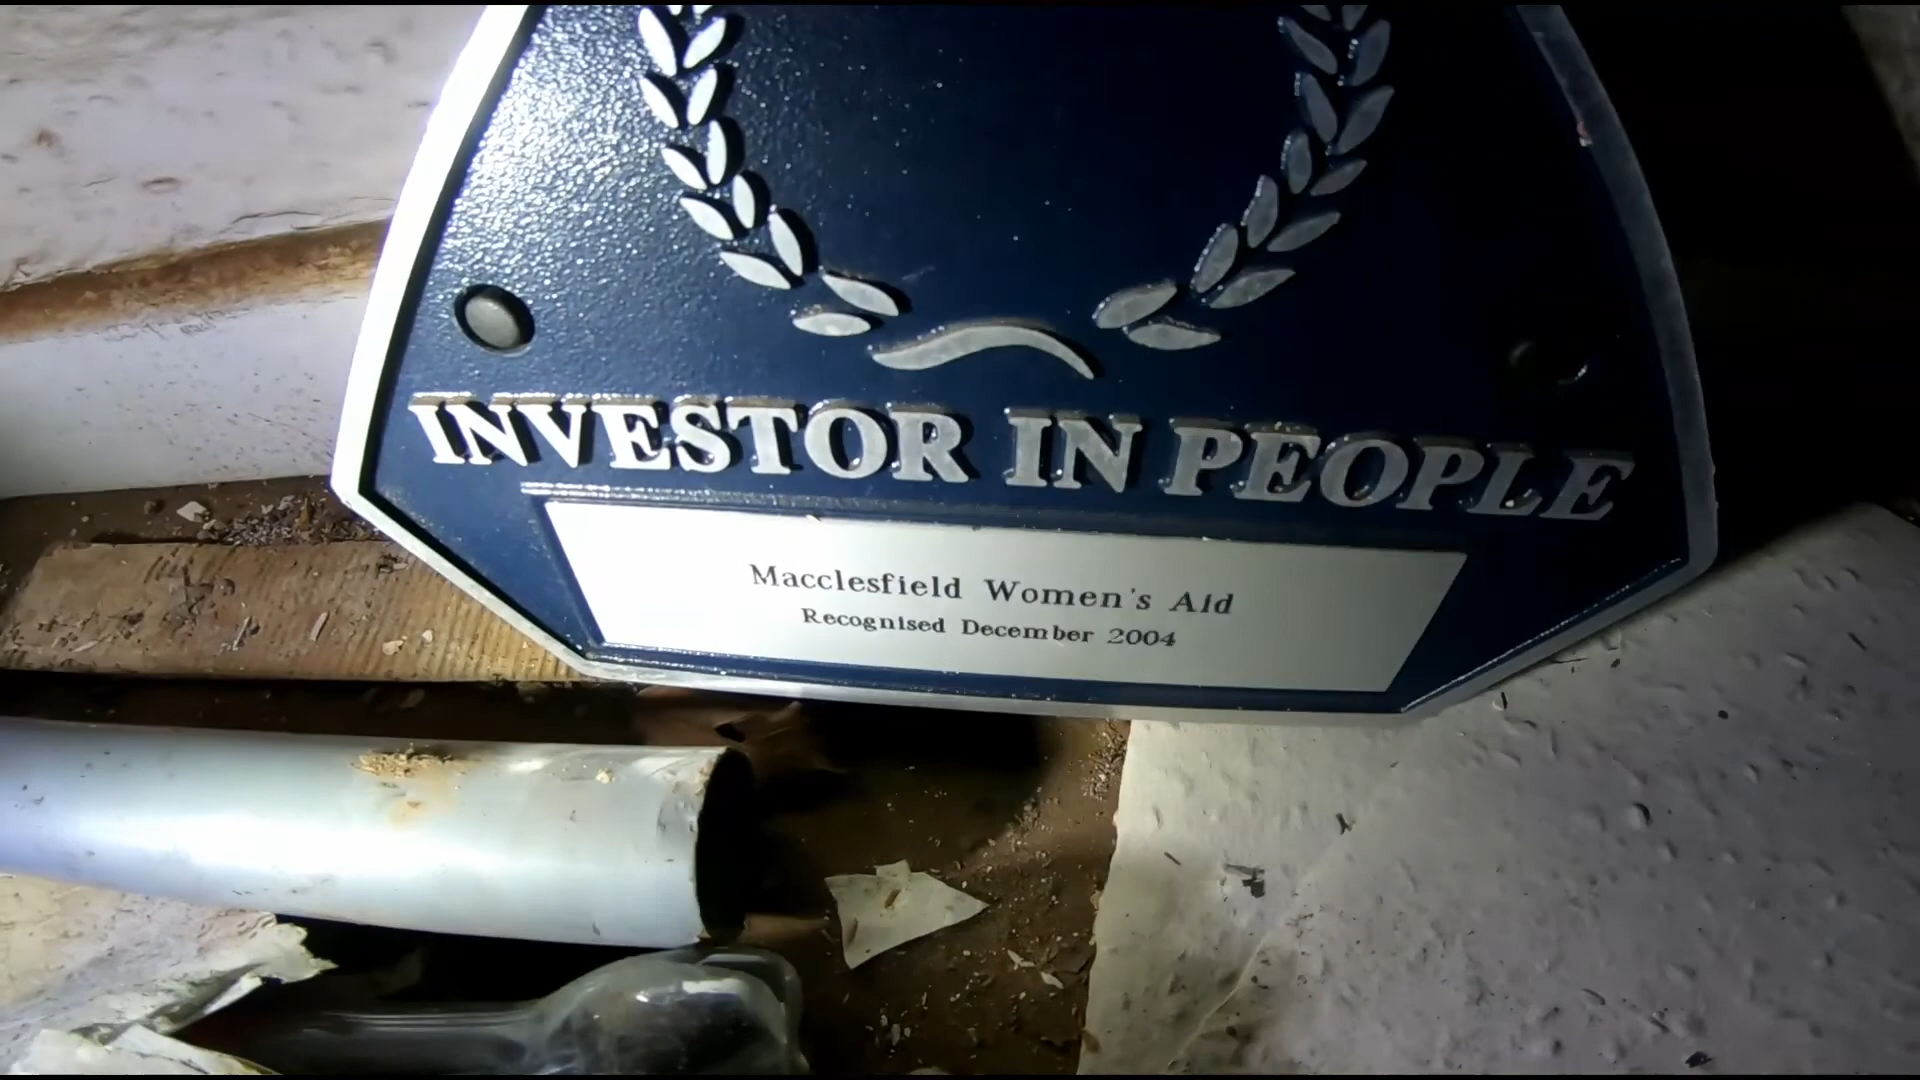 INVESTOR IN PEOPLE
Macclesfield Women's Aid
Recognised December 2004